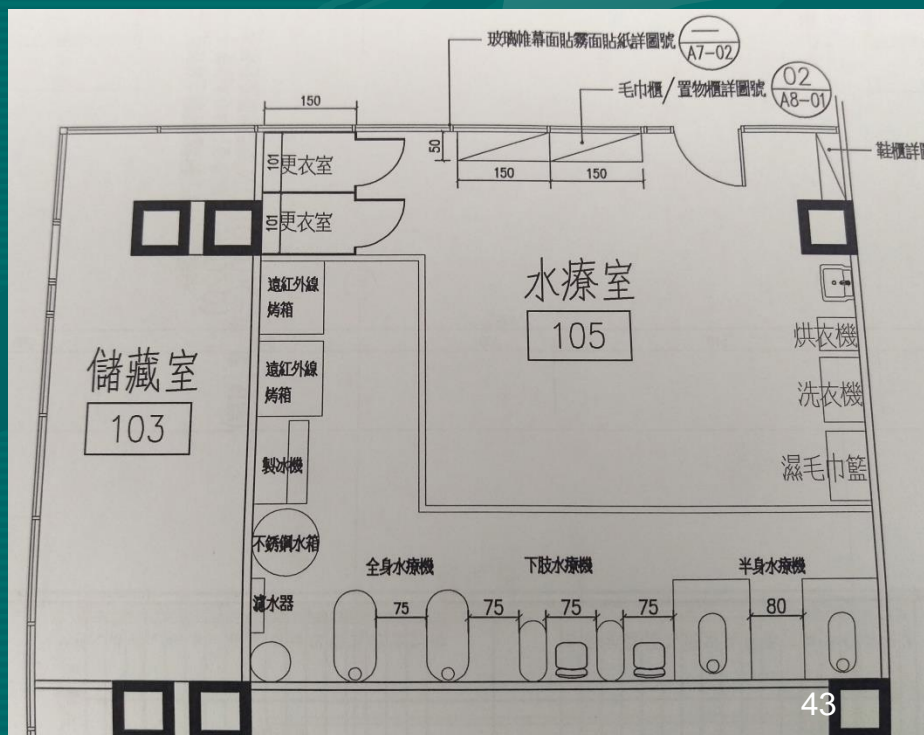 玻璃帷幕面貼霧面貼紙詳圖號
一
A7-02
毛巾櫃/置物櫃詳圖號
02
A8-01
鞋櫃詳
150
50
150
150
101
更衣室
101
更衣室
遠紅外線
烤箱
水療室
105
烘衣機
遠紅外線
烤箱
儲藏室
103
洗衣機
製冰機
濕毛巾籃
不銹鋼水箱
全身水療機
下肢水療機
半身水療機
濾水器
75
75
75
75
80
43